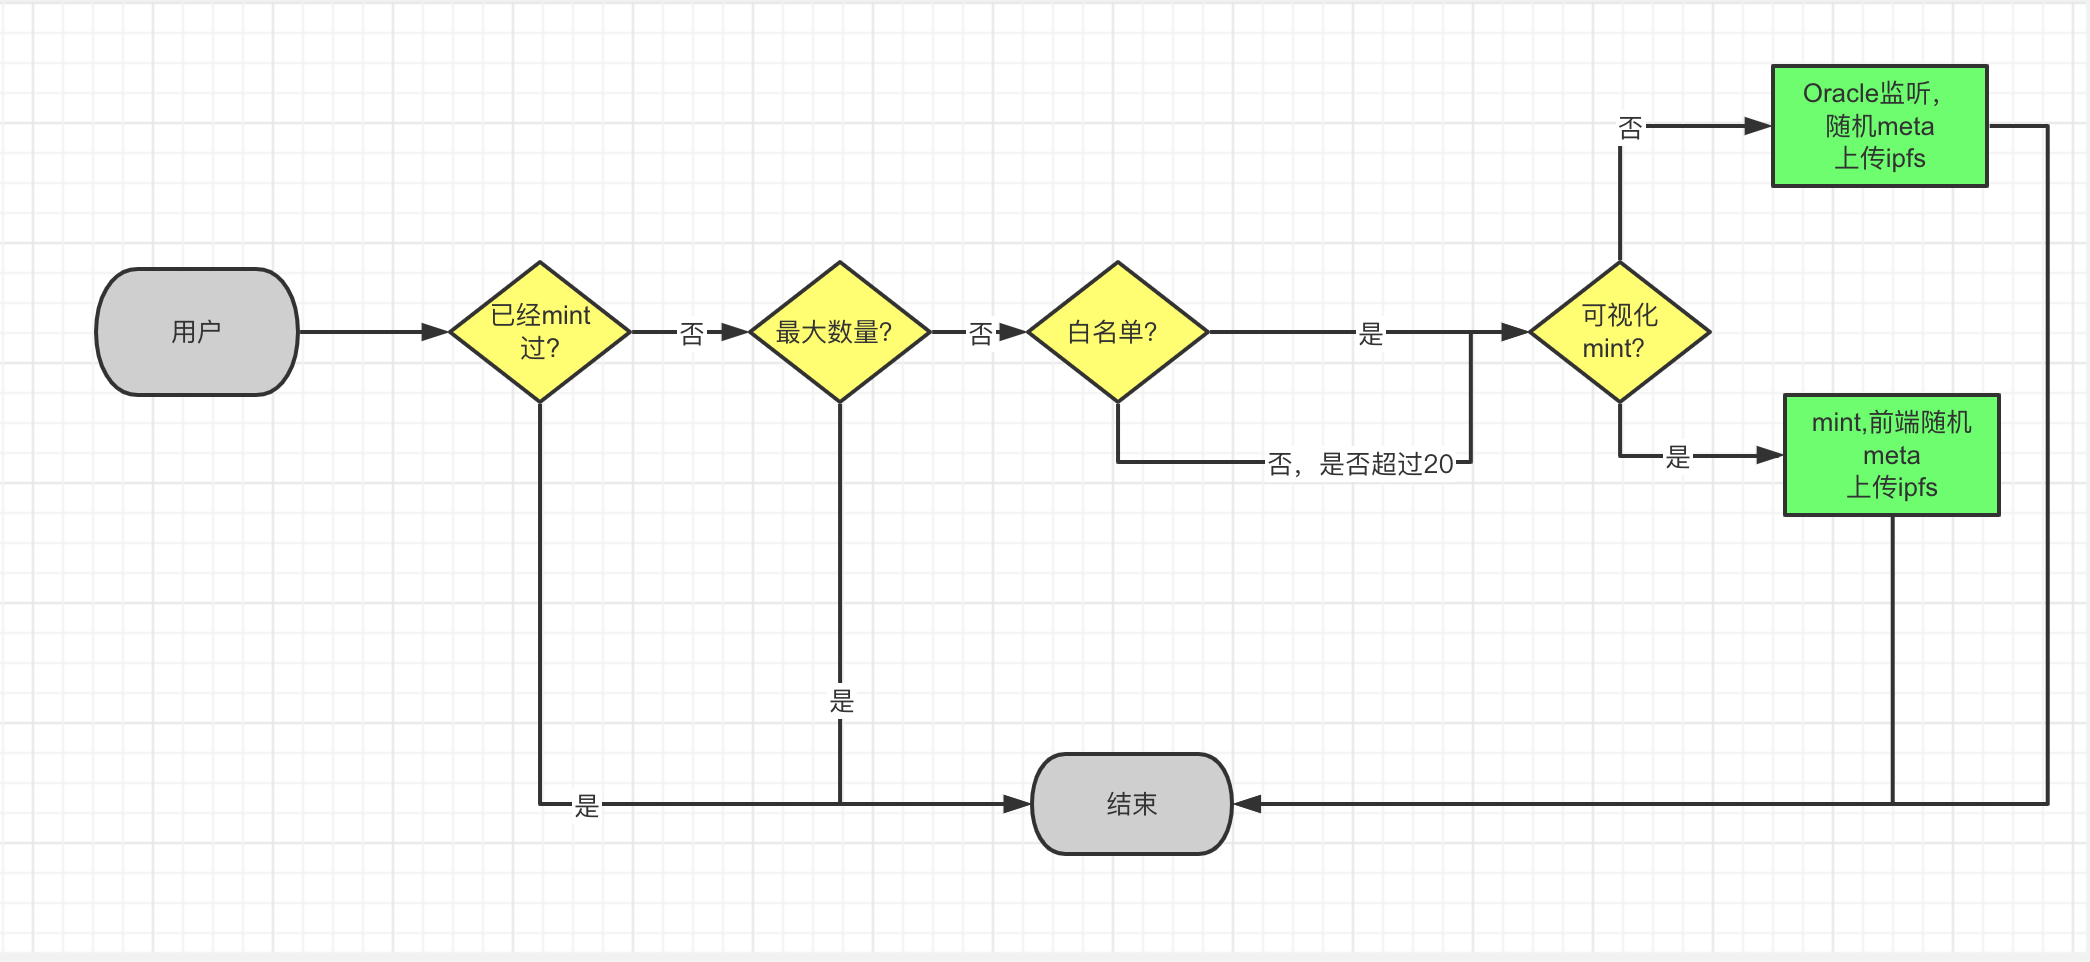 Oracle监听，
随机meta
上传ipfs
否
用户
已经mint
过?
否
最大数量?
否
白名单?
是
可视化
mint?
否，是否超过20
是
mint,前端随机
meta
上传ipfs
是
是
结束